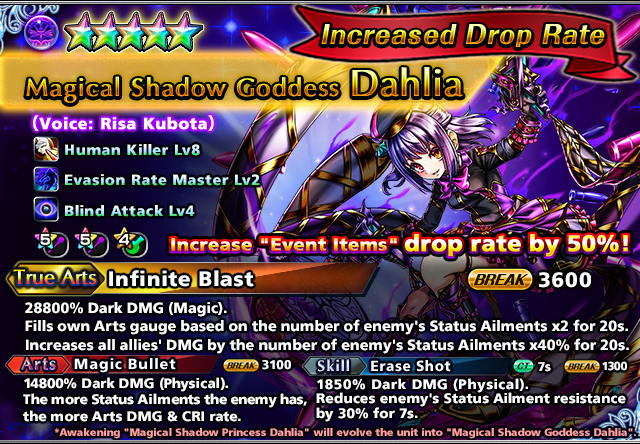 Increased Drop Rate
Magical Shadow Goddess Dahlia
(Voice: Risa Kubota)
Human Killer Lv8
Evasion Rate Master Lv2
Blind Attack Lv4
5 5 4
Increase "Event Items" drop rate by 50%!
True Arts Infinite Blast BREAK 3600
28800% Dark DMG (Magic).
Fills own Arts gauge based on the number of enemy's Status Ailments x2 for 20s.
Increases all allies' DMG by the number of enemy's Status Ailments x40% for 20s.
Arts Magic Bullet BREAK 3100
14800% Dark DMG (Physical).
The more Status Ailments the enemy has,
the more Arts DMG & CRI rate.
Skill Erase Shot C.T. 7s BREAK 1300
1850% Dark DMG (Physical).
Reduces enemy's Status Ailment resistance
by 30% for 7s.
*Awakening "Magical Shadow Princess Dahlia" will evolve the unit into "Magical Shadow Goddess Dahlia".